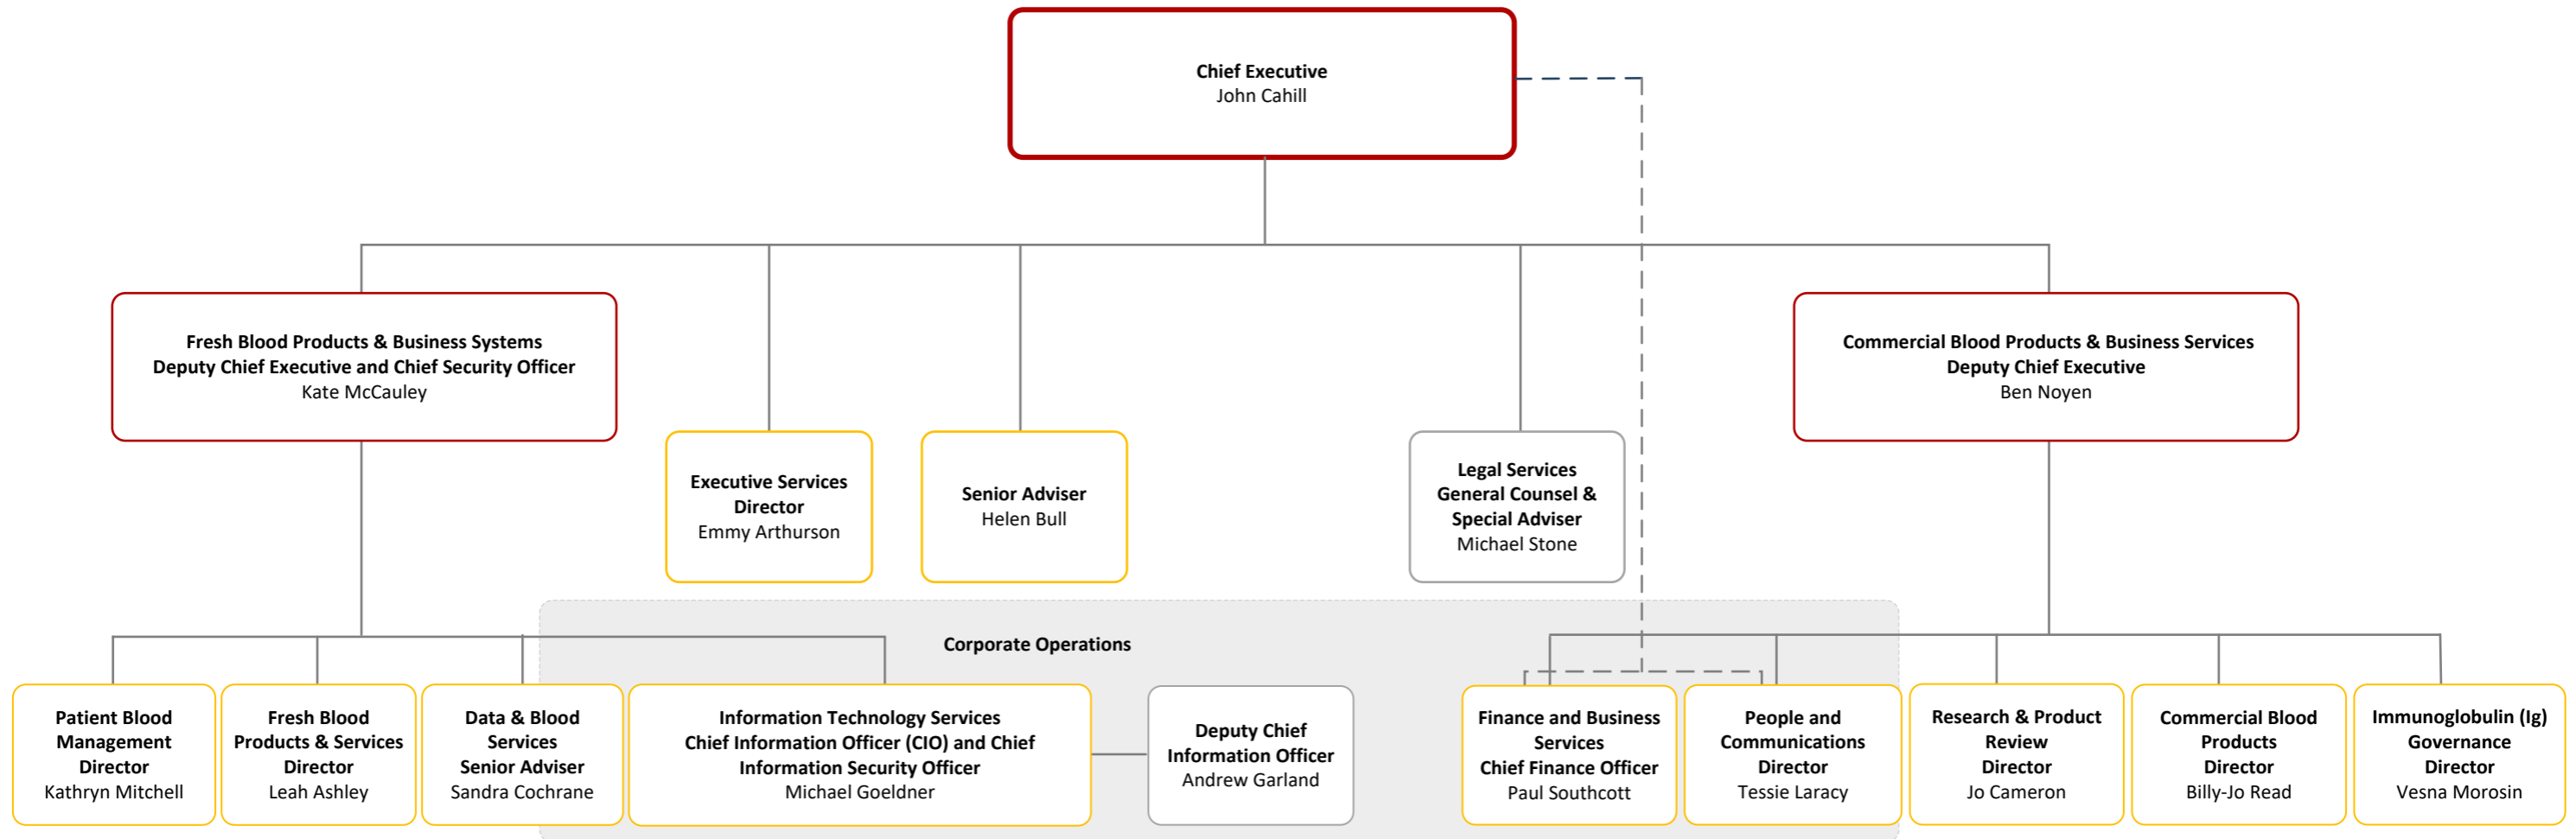 Chief Executive
John Cahill
Fresh Blood Products & Business Systems
Deputy Chief Executive and Chief Security Officer
Kate McCauley
Commercial Blood Products & Business Services
Deputy Chief Executive
Ben Noyen
Executive Services
Director
Emmy Arthurson
Senior Adviser
Helen Bull
Legal Services
General Counsel &
Special Adviser
Michael Stone
Corporate Operations
Patient Blood
Management
Director
Kathryn Mitchell
Fresh Blood
Products & Services
Director
Leah Ashley
Data & Blood
Services
Senior Adviser
Sandra Cochrane
Information Technology Services
Chief Information Officer (CIO) and Chief
Information Security Officer
Michael Goeldner
Deputy Chief
Information Officer
Andrew Garland
Finance and Business
Services
Chief Finance Officer
Paul Southcott
People and
Communications
Director
Tessie Laracy
Research & Product
Review
Director
Jo Cameron
Commercial Blood
Products
Director
Billy-Jo Read
Immunoglobulin (Ig)
Governance
Director
Vesna Morosin